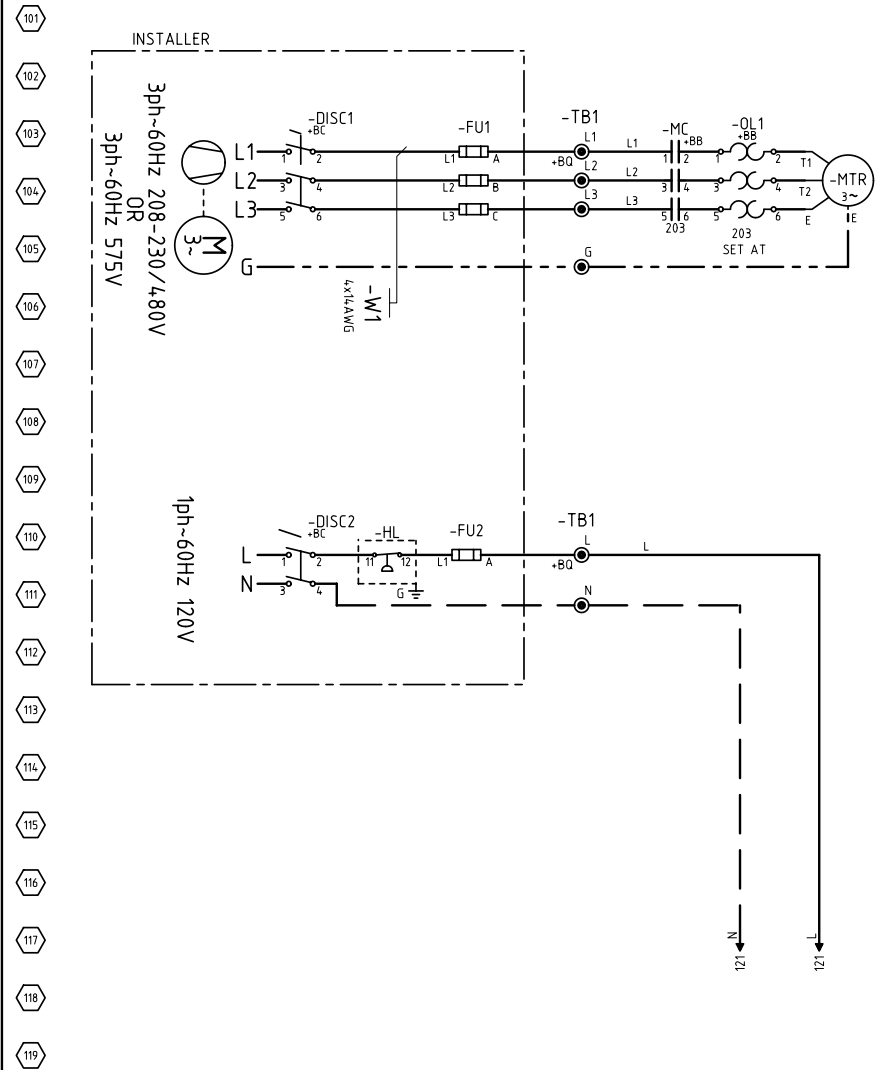 101
INSTALLER
102
3ph~60Hz 208-230/480V
OR
3ph~60Hz 575V
-DISC1
+BC
-FU1
-TB1
-MC
+BB
-OL1
+BB
103
L1
1
2
L1
A
L1
+BQ
L1
1
2
1
2
T1
104
L2
3
4
L2
B
L2
L2
3
4
3
4
T2
-MTR
3~
L3
5
6
L3
C
L3
L3
5
6
203
5
6
E
E
203
SET AT
105
M
3~
G
G
106
-W1
4x14AWG
107
108
109
1ph~60Hz 120V
110
-DISC2
+BC
-HL
-FU2
-TB1
L
1
2
11
12
L1
A
L
+BQ
L
111
N
3
4
G
N
112
113
114
115
116
117
N
L
121
121
118
119